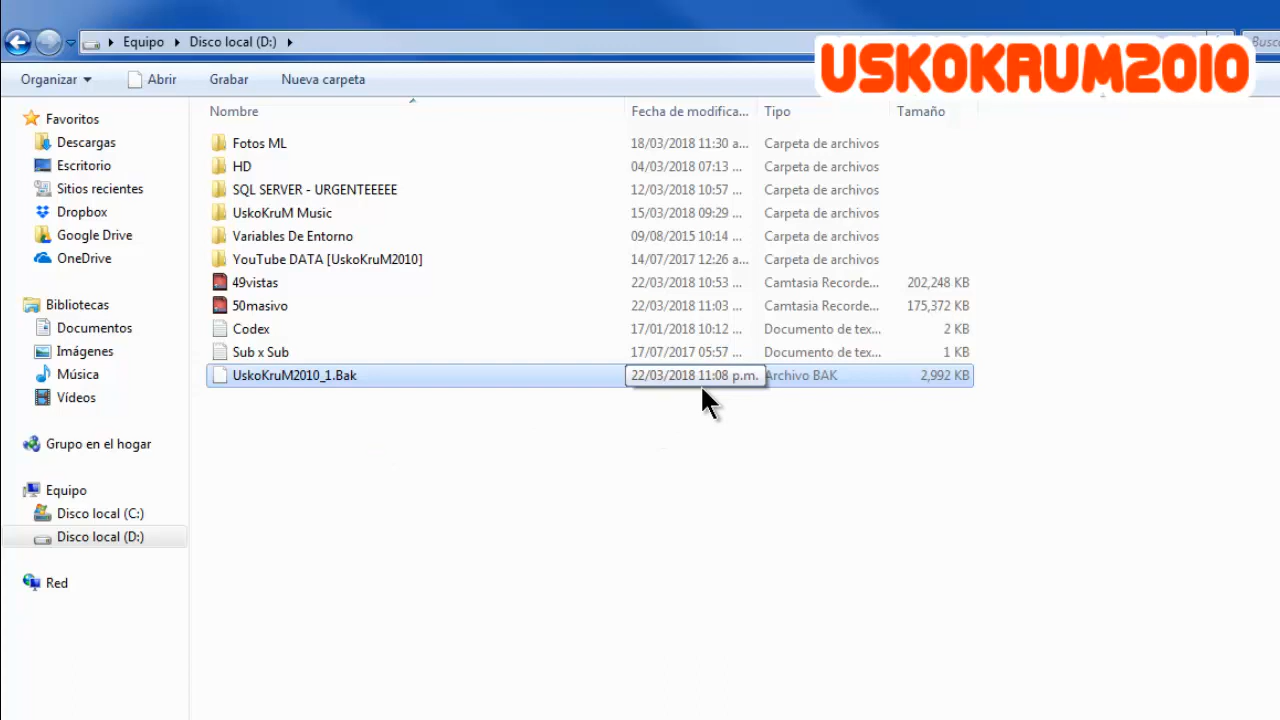 Equipo Disco local (D:)
Busc
USKOKRUM2010
Organizar Abrir Grabar Nueva carpeta
Nombre Fecha de modifica... Tipo Tamaño
Favoritos
Descargas
Escritorio
Sitios recientes
Dropbox
Google Drive
OneDrive
Bibliotecas
Documentos
Imágenes
Música
Vídeos
Grupo en el hogar
Equipo
Disco local (C:)
Disco local (D:)
Red
Fotos ML 18/03/2018 11:30 a... Carpeta de archivos
HD 04/03/2018 07:13 ... Carpeta de archivos
SQL SERVER - URGENTEEEEE 12/03/2018 10:57 ... Carpeta de archivos
UskoKruM Music 15/03/2018 09:29 ... Carpeta de archivos
Variables De Entorno 09/08/2015 10:14 ... Carpeta de archivos
YouTube DATA [UskoKruM2010] 14/07/2017 12:26 a... Carpeta de archivos
49vistas 22/03/2018 10:53 ... Camtasia Recorde... 202,248 KB
50masivo 22/03/2018 11:03 ... Camtasia Recorde... 175,372 KB
Codex 17/01/2018 10:12 ... Documento de tex... 2 KB
Sub x Sub 17/07/2017 05:57 ... Documento de tex... 1 KB
UskoKruM2010_1.Bak 22/03/2018 11:08 p.m. Archivo BAK 2,992 KB